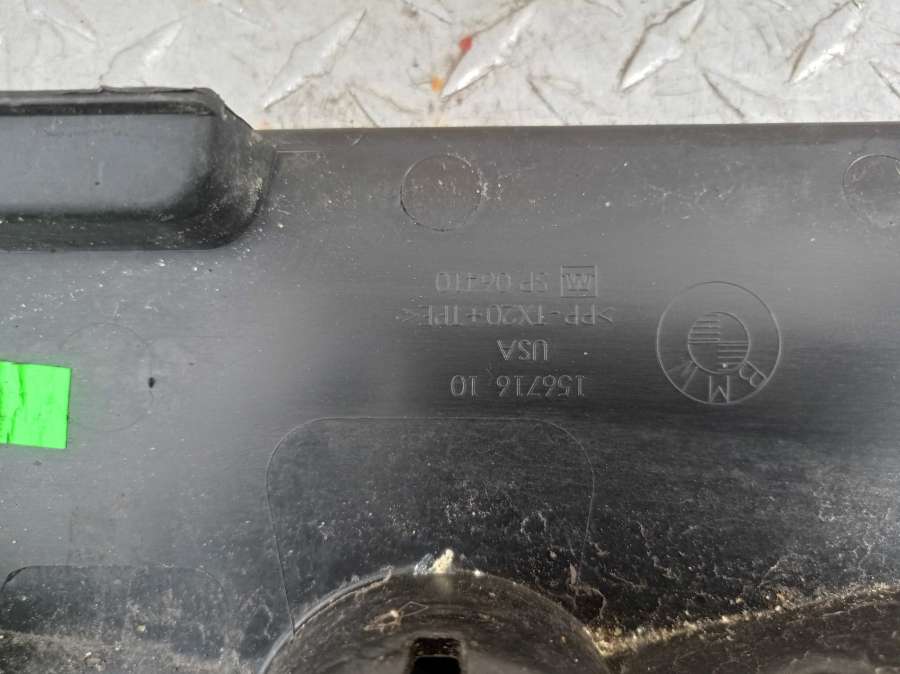 BMW
156716 10
USA
>PP-TX20+TPE<
SP 06410